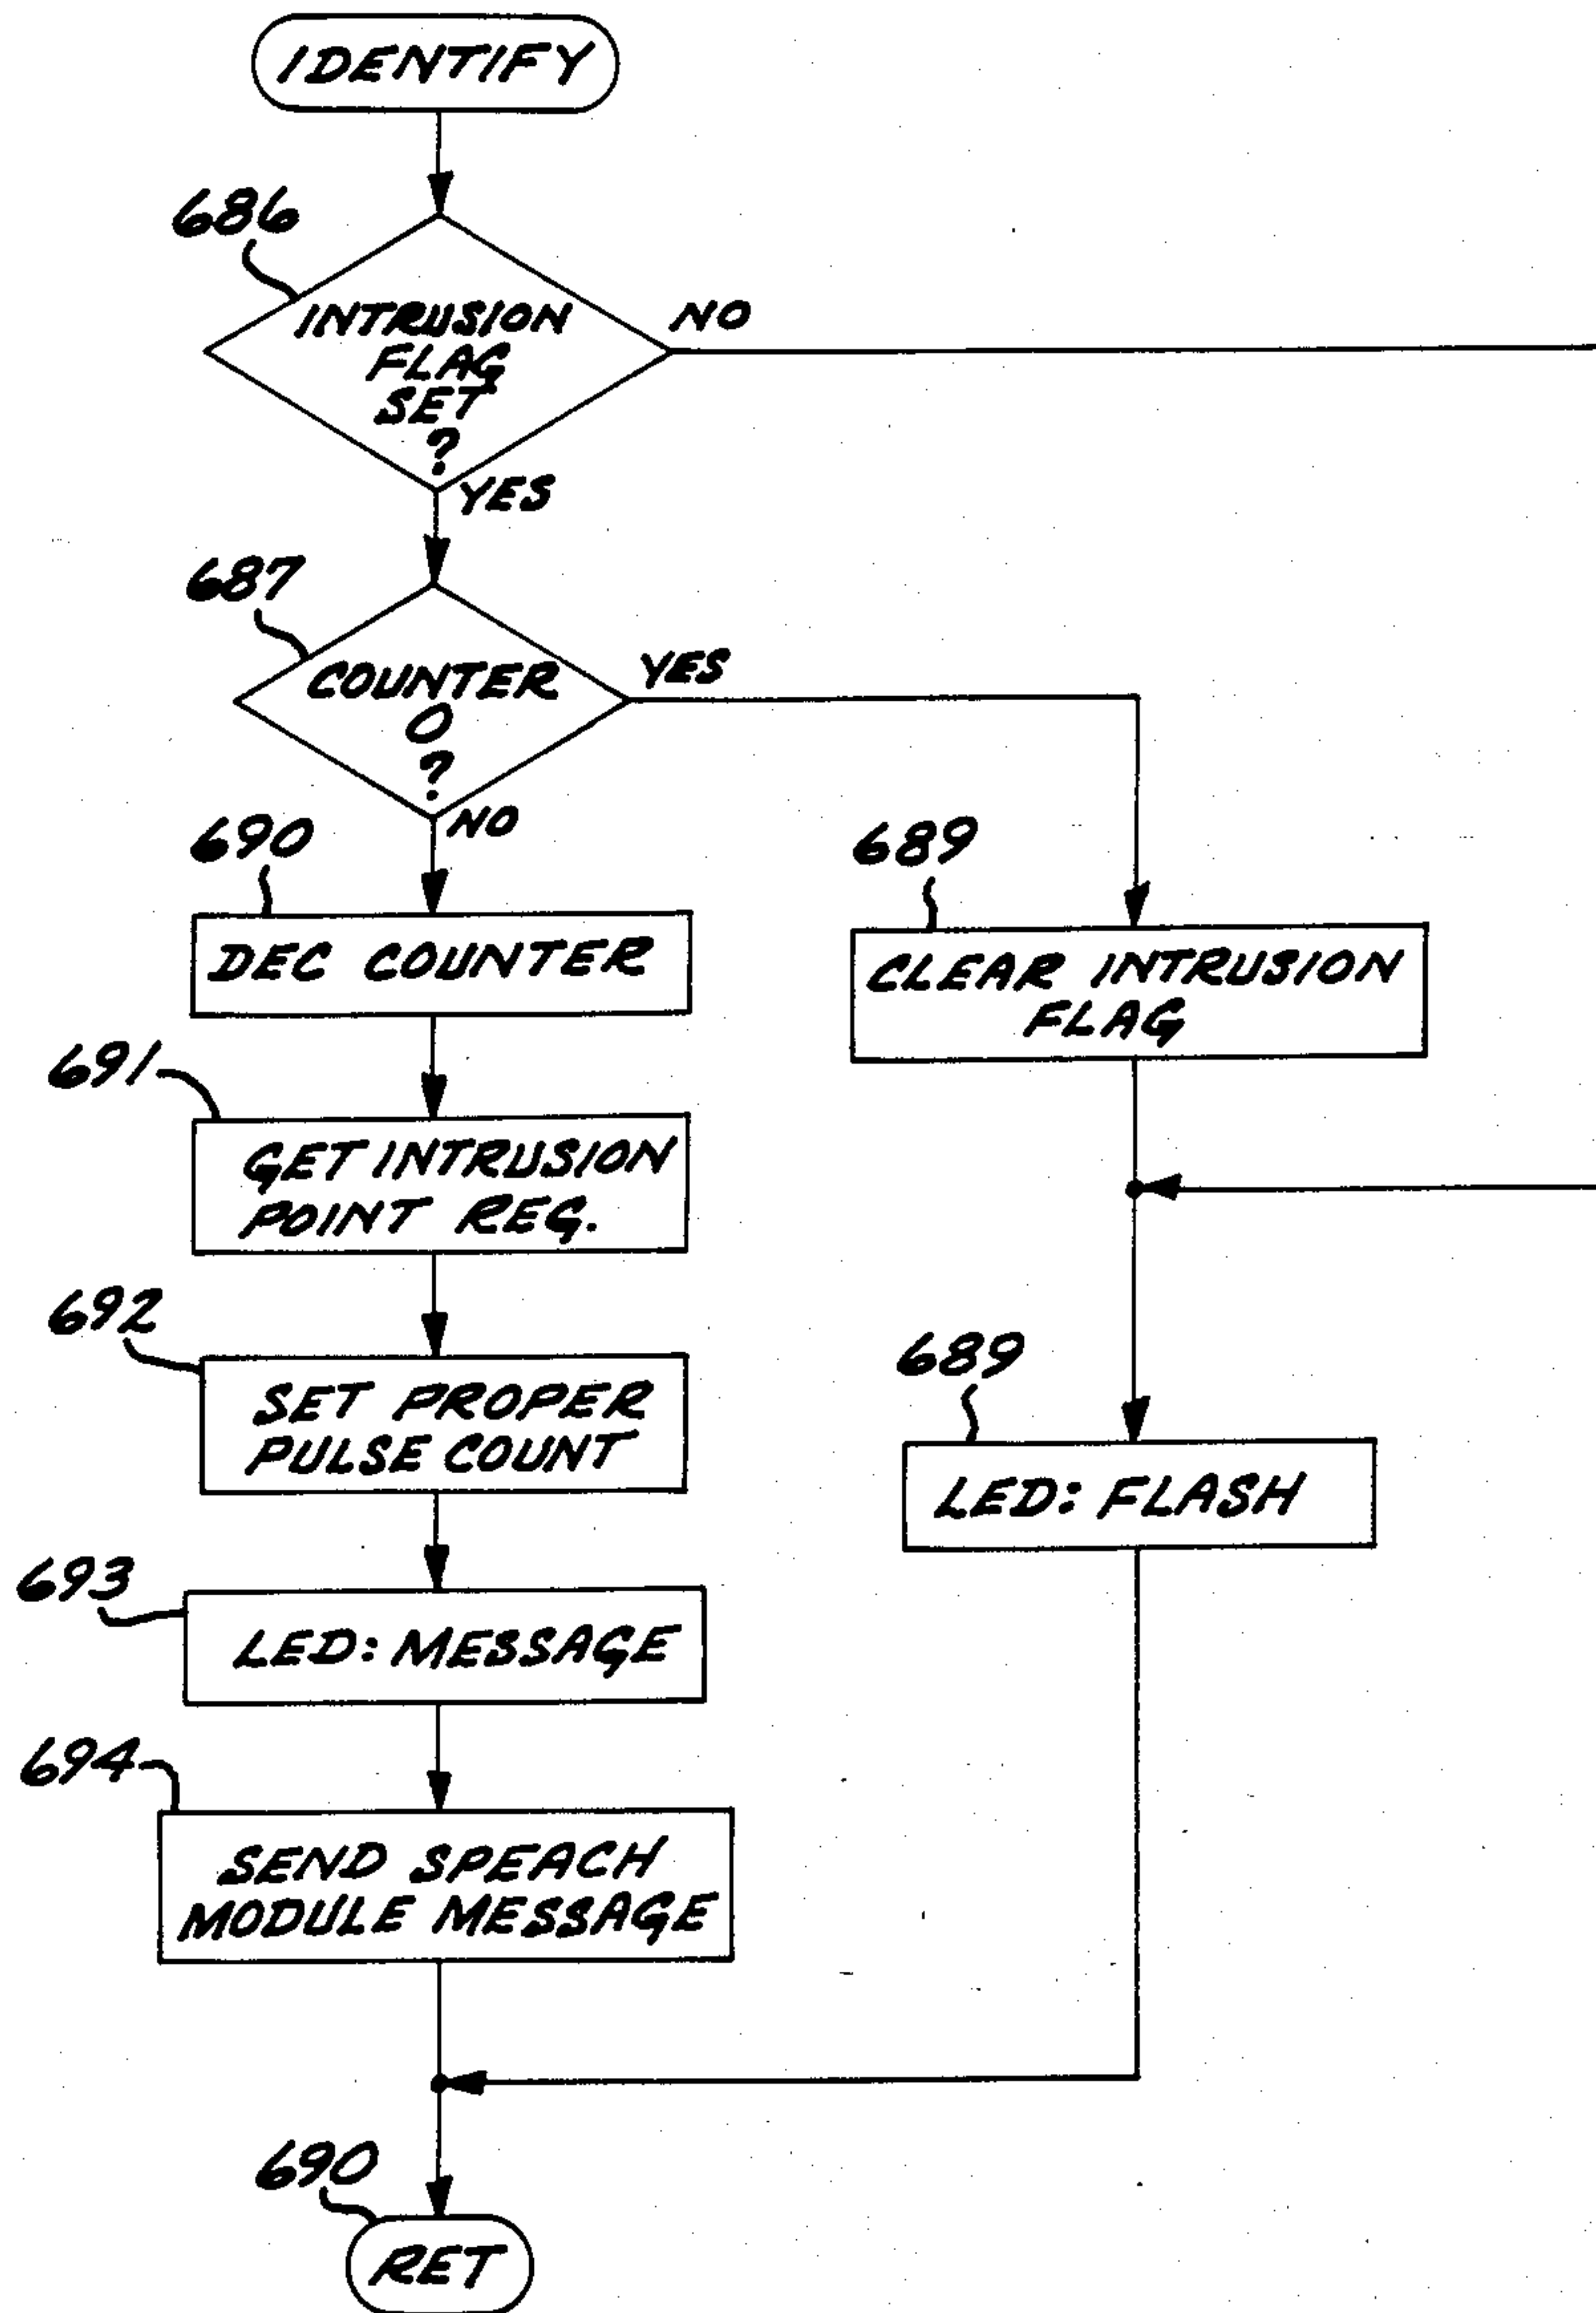 IDENTIFY
686
INTRUSION
FLAG
SET
?
NO
YES
687
COUNTER
0
?
YES
NO
690
DEC COUNTER
689
CLEAR INTRUSION
FLAG
691
GET INTRUSION
POINT REG.
692
SET PROPER
PULSE COUNT
689
LED: FLASH
693
LED: MESSAGE
694
SEND SPEACH
MODULE MESSAGE
690
RET